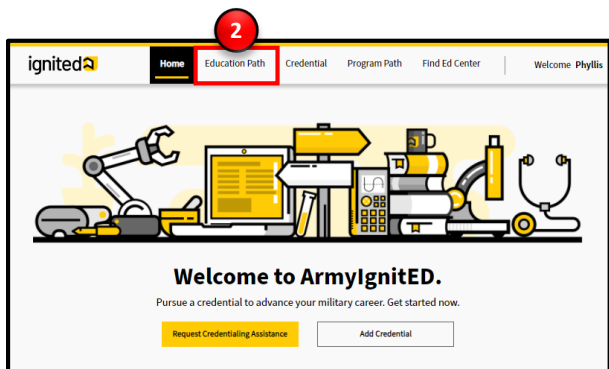 2
ignited Home Education Path Credential Program Path Find Ed Center Welcome Phyllis
Welcome to ArmyIgnitED.
Pursue a credential to advance your military career. Get started now.
Request Credentialing Assistance Add Credential